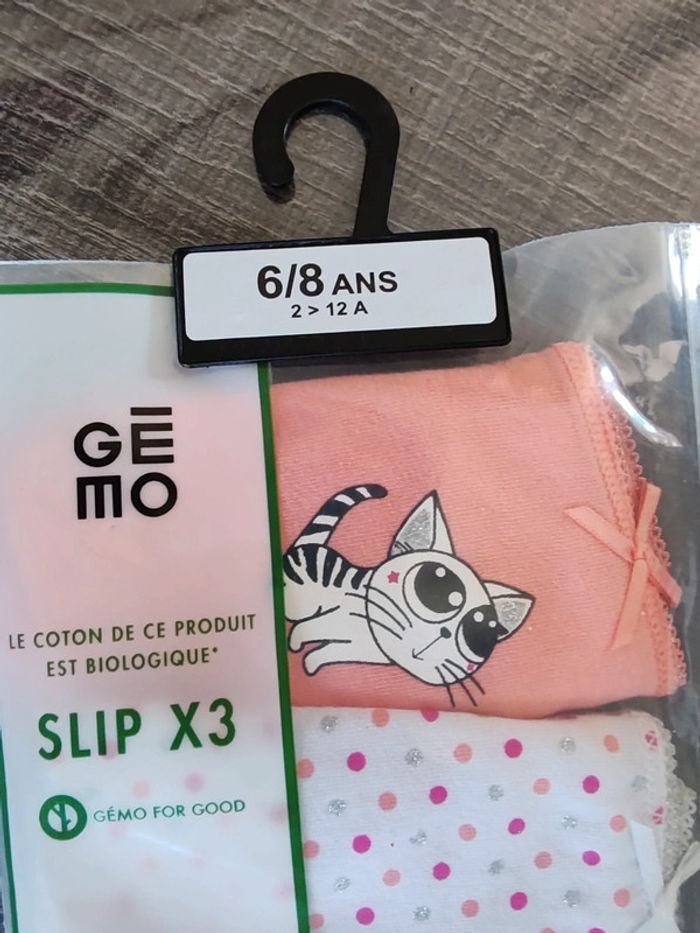 6/8 ANS
2 > 12 A
GĒ
MO
LE COTON DE CE PRODUIT
EST BIOLOGIQUE*
SLIP X3
GÉMO FOR GOOD